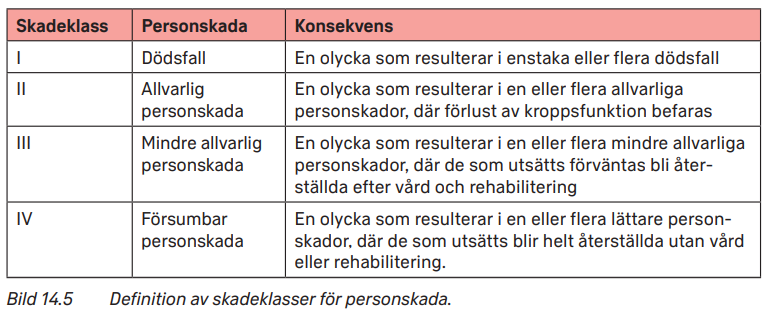 Skadeklass Personskada Konsekvens
I Dödsfall En olycka som resulterar i enstaka eller flera dödsfall
II Allvarlig En olycka som resulterar i en eller flera allvarliga
personskada personskador, där förlust av kroppsfunktion befaras
III Mindre allvarlig En olycka som resulterar i en eller flera mindre allvarliga
personskada personskador, där de som utsätts förväntas bli åter-
ställda efter vård och rehabilitering
IV Försumbar En olycka som resulterar i en eller flera lättare person-
personskada skador, där de som utsätts blir helt återställda utan vård
eller rehabilitering.
Bild 14.5 Definition av skadeklasser för personskada.